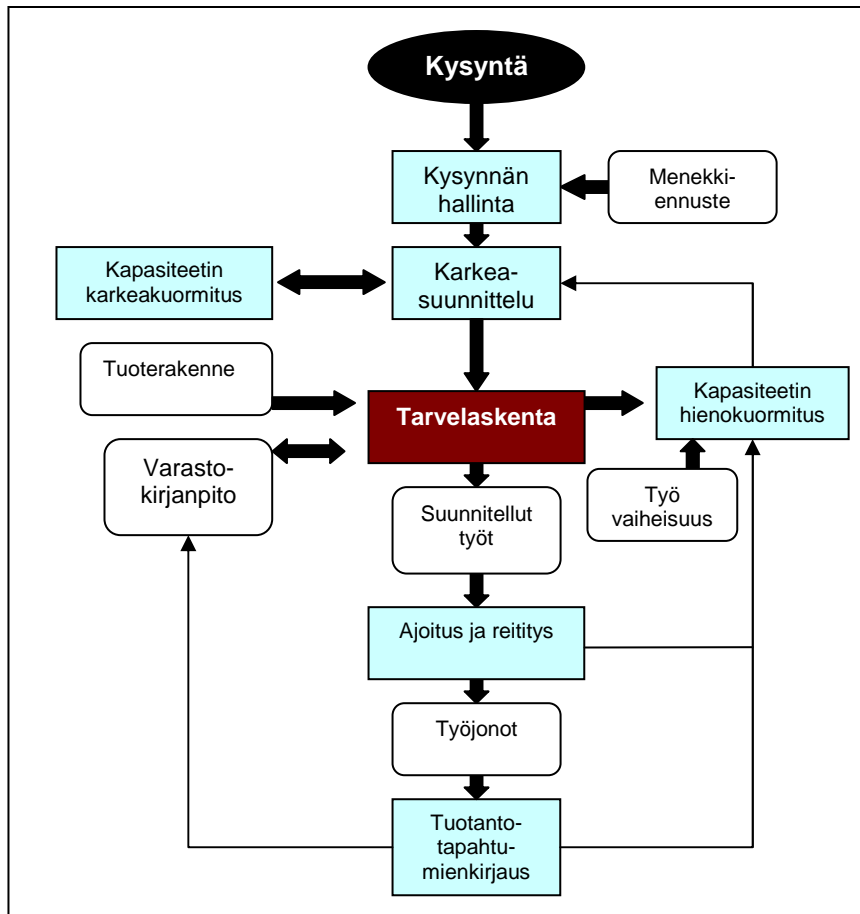 Kysyntä
Kysynnän
hallinta
Menekki-
ennuste
Kapasiteetin
karkeakuormitus
Karkea-
suunnittelu
Tuoterakenne
Tarvelaskenta
Kapasiteetin
hienokuormitus
Varasto-
kirjanpito
Suunnitellut
työt
Työ
vaiheisuus
Ajoitus ja reititys
Työjonot
Tuotanto-
tapahtu-
mienkirjaus